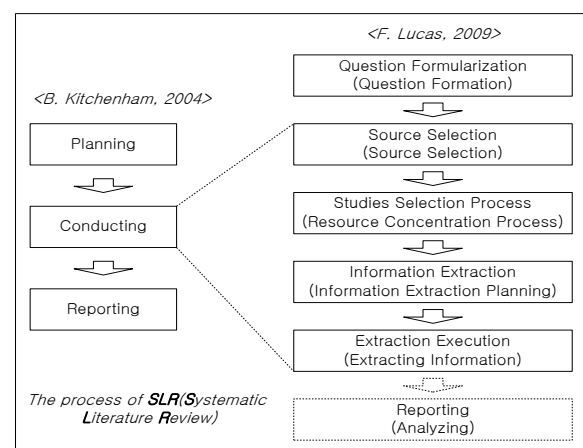 <F. Lucas, 2009>
Question Formularization
(Question Formation)
<B. Kitchenham, 2004>
Planning
Conducting
Reporting
Source Selection
(Source Selection)
Studies Selection Process
(Resource Concentration Process)
Information Extraction
(Information Extraction Planning)
Extraction Execution
(Extracting Information)
Reporting
(Analyzing)
The process of SLR(Systematic
Literature Review)